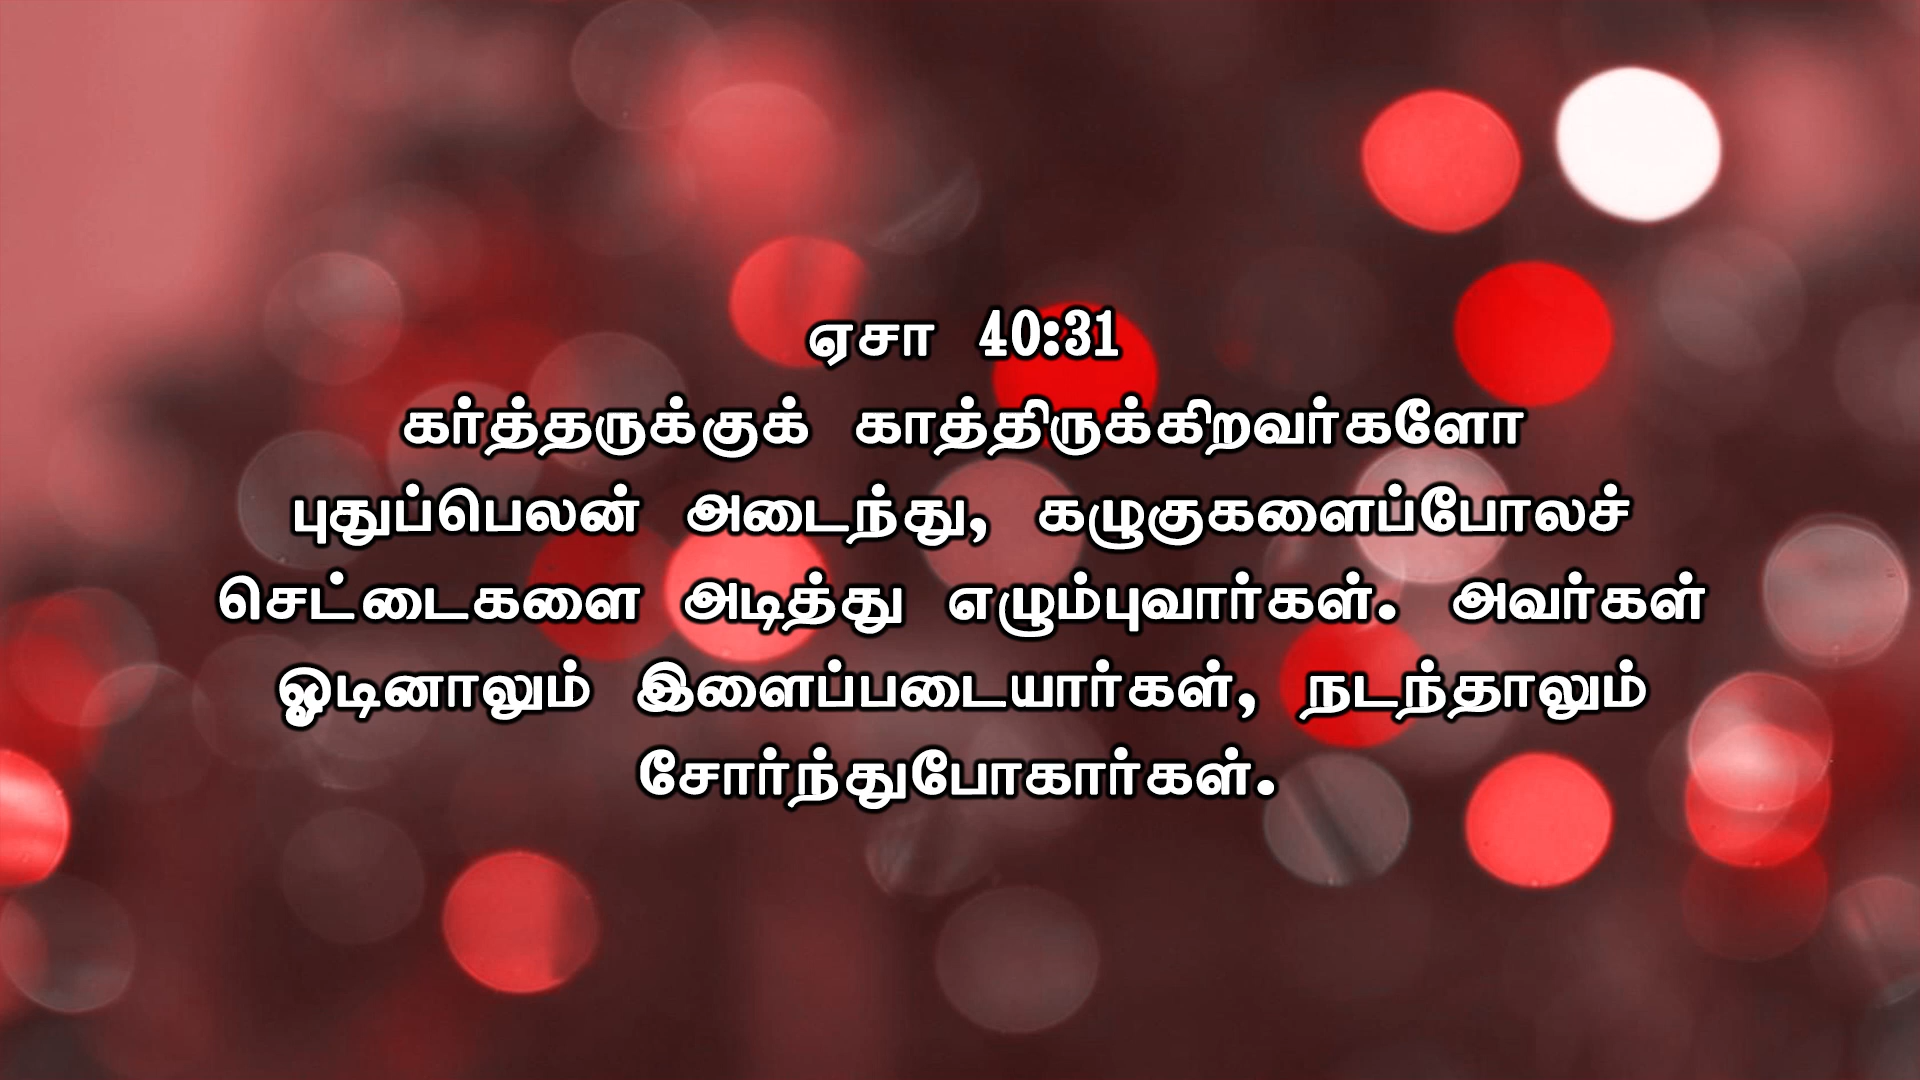 ஏசா 40:31
கர்த்தருக்குக் காத்திருக்கிறவர்களோ
புதுப்பெலன் அடைந்து, கழுகுகளைப்போலச்
செட்டைகளை அடித்து எழும்புவார்கள். அவர்கள்
ஓடினாலும் இளைப்படையார்கள், நடந்தாலும்
சோர்ந்துபோகார்கள்.